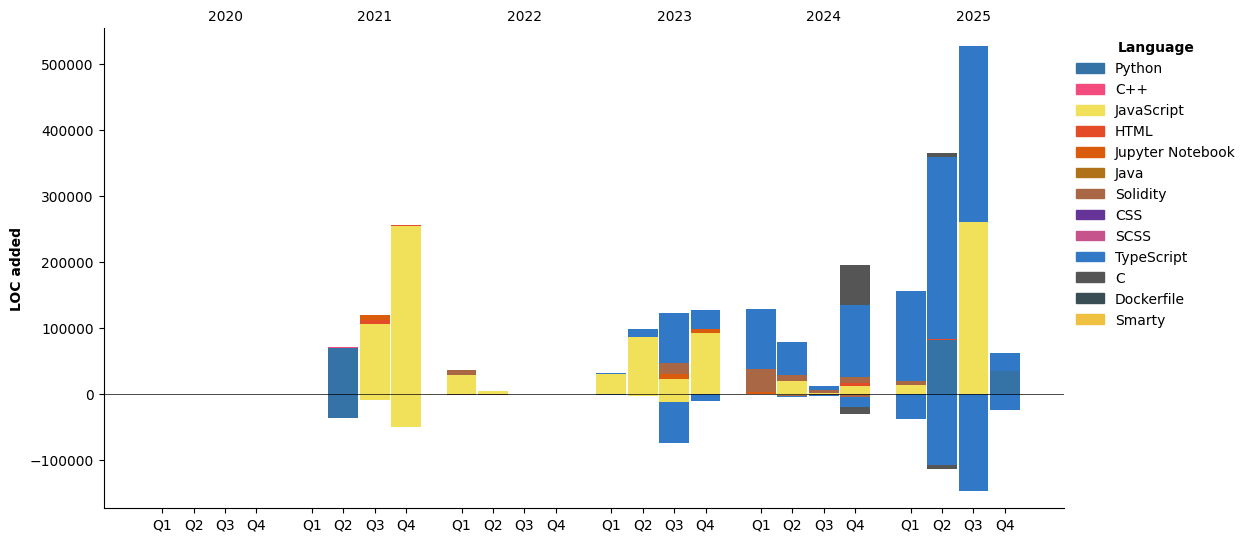 2020 2021 2022 2023 2024 2025
LOC added
500000
400000
300000
200000
100000
0
−100000
Q1 Q2 Q3 Q4 Q1 Q2 Q3 Q4 Q1 Q2 Q3 Q4 Q1 Q2 Q3 Q4 Q1 Q2 Q3 Q4 Q1 Q2 Q3 Q4
Language
Python
C++
JavaScript
HTML
Jupyter Notebook
Java
Solidity
CSS
SCSS
TypeScript
C
Dockerfile
Smarty